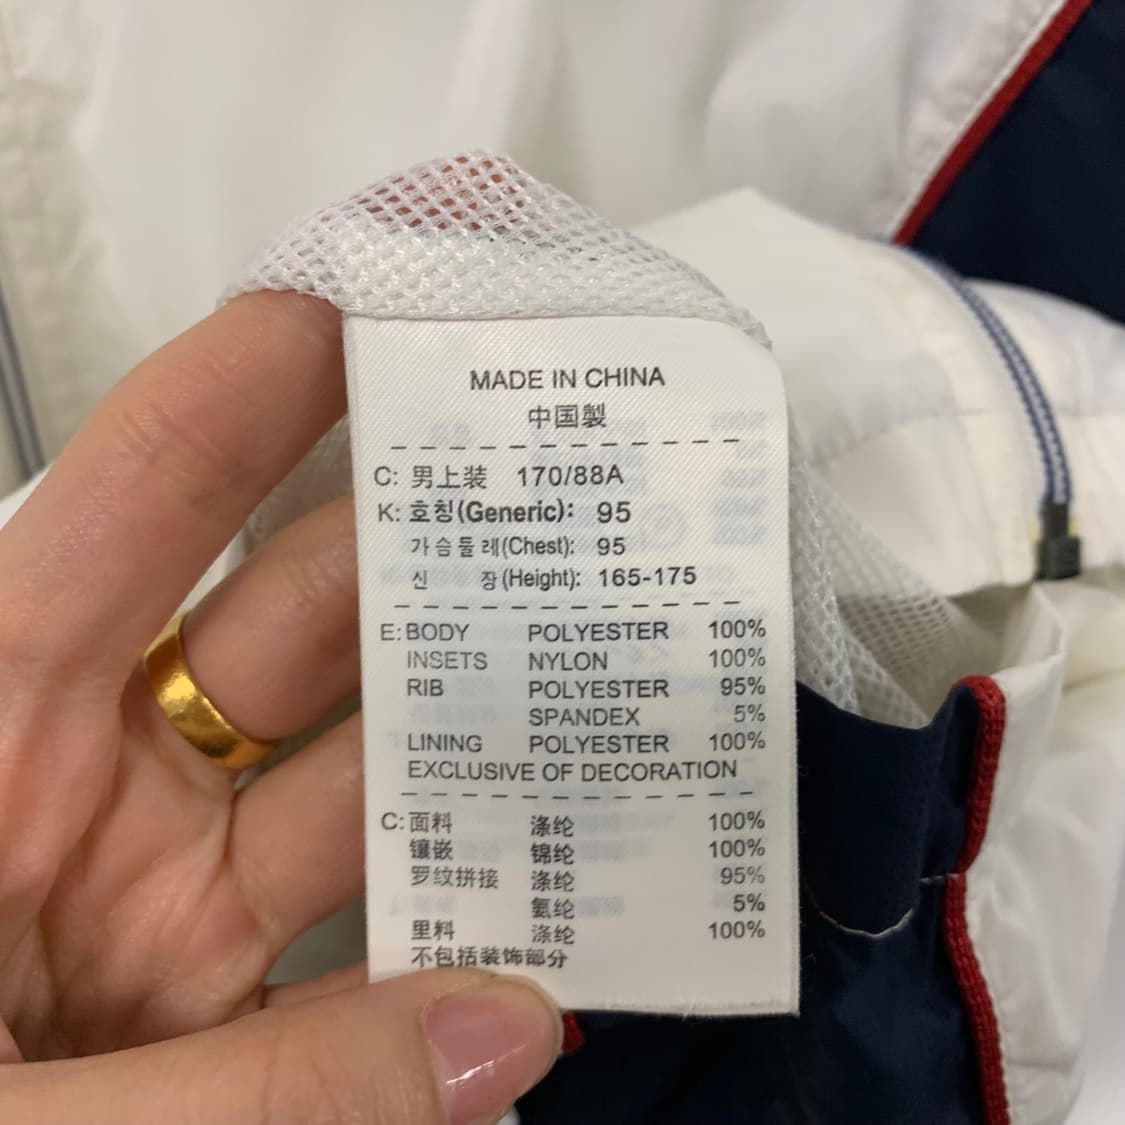 MADE IN CHINA
中国製
C: 男上装 170/88A
K: 호칭(Generic): 95
가슴둘레(Chest): 95
신 장(Height): 165-175
E: BODY POLYESTER 100%
INSETS NYLON 100%
RIB POLYESTER 95%
SPANDEX 5%
LINING POLYESTER 100%
EXCLUSIVE OF DECORATION
C: 面料 涤纶 100%
镶嵌 锦纶 100%
罗纹拼接 涤纶 95%
氨纶 5%
里料 涤纶 100%
不包括装饰部分